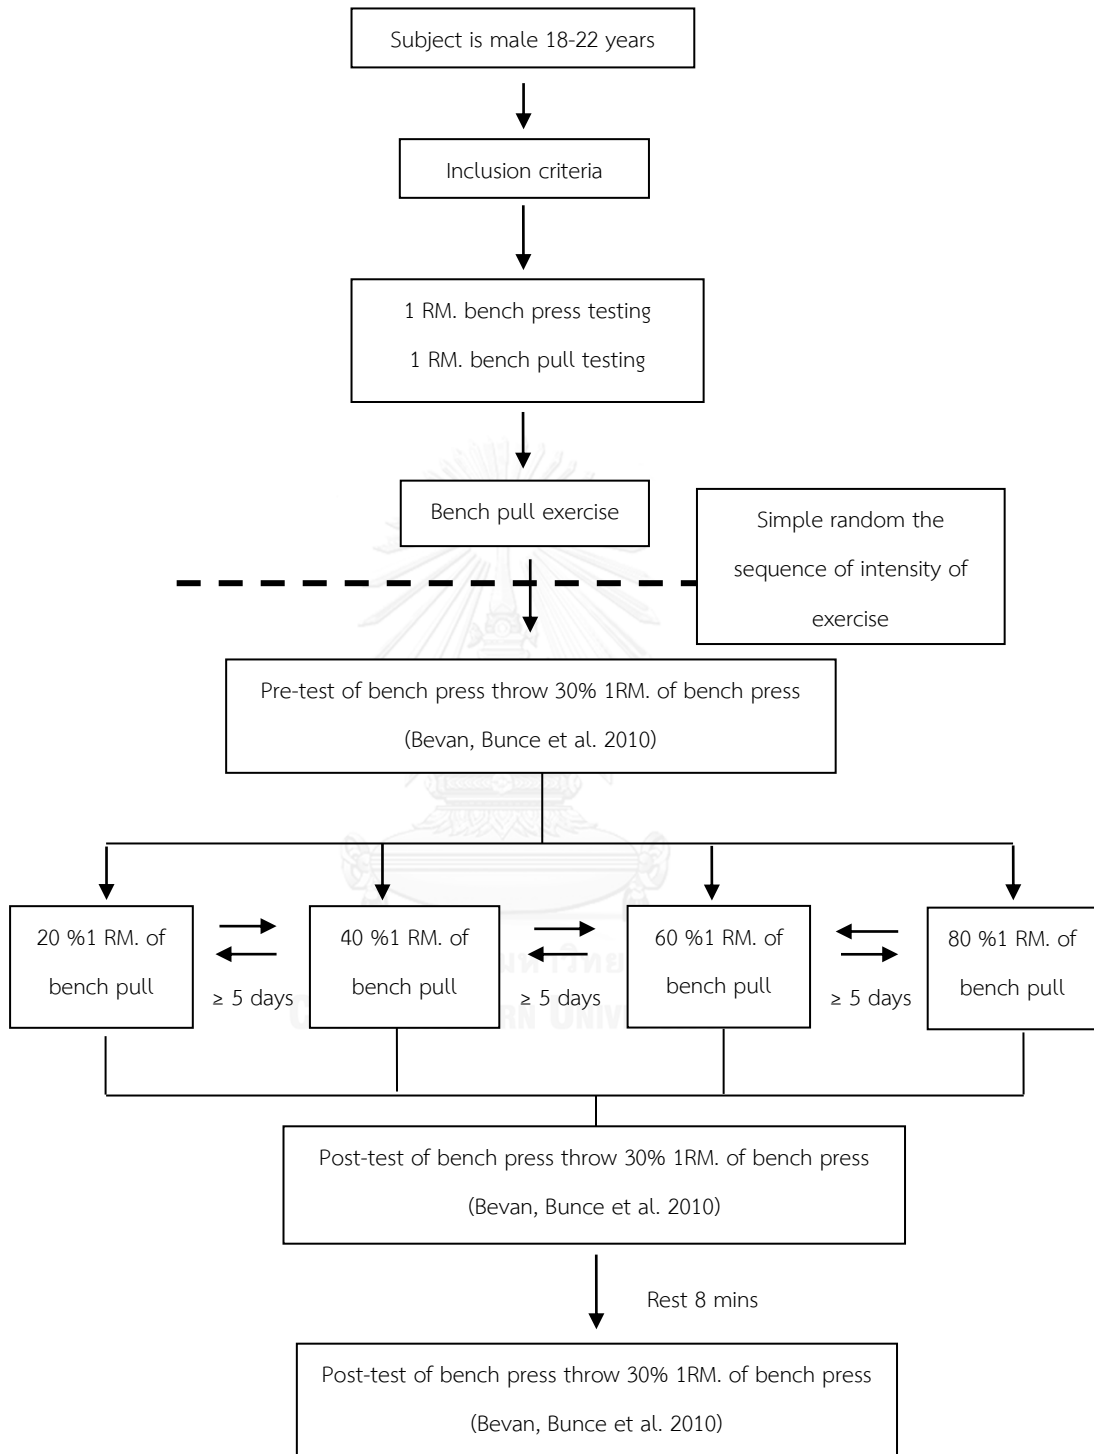 Subject is male 18-22 years
Inclusion criteria
1 RM. bench press testing
1 RM. bench pull testing
Bench pull exercise
Simple random the
sequence of intensity of
exercise
Pre-test of bench press throw 30% 1RM. of bench press
(Bevan, Bunce et al. 2010)
20 %1 RM. of
bench pull
≥ 5 days
40 %1 RM. of
bench pull
≥ 5 days
60 %1 RM. of
bench pull
≥ 5 days
80 %1 RM. of
bench pull
Post-test of bench press throw 30% 1RM. of bench press
(Bevan, Bunce et al. 2010)
Rest 8 mins
Post-test of bench press throw 30% 1RM. of bench press
(Bevan, Bunce et al. 2010)